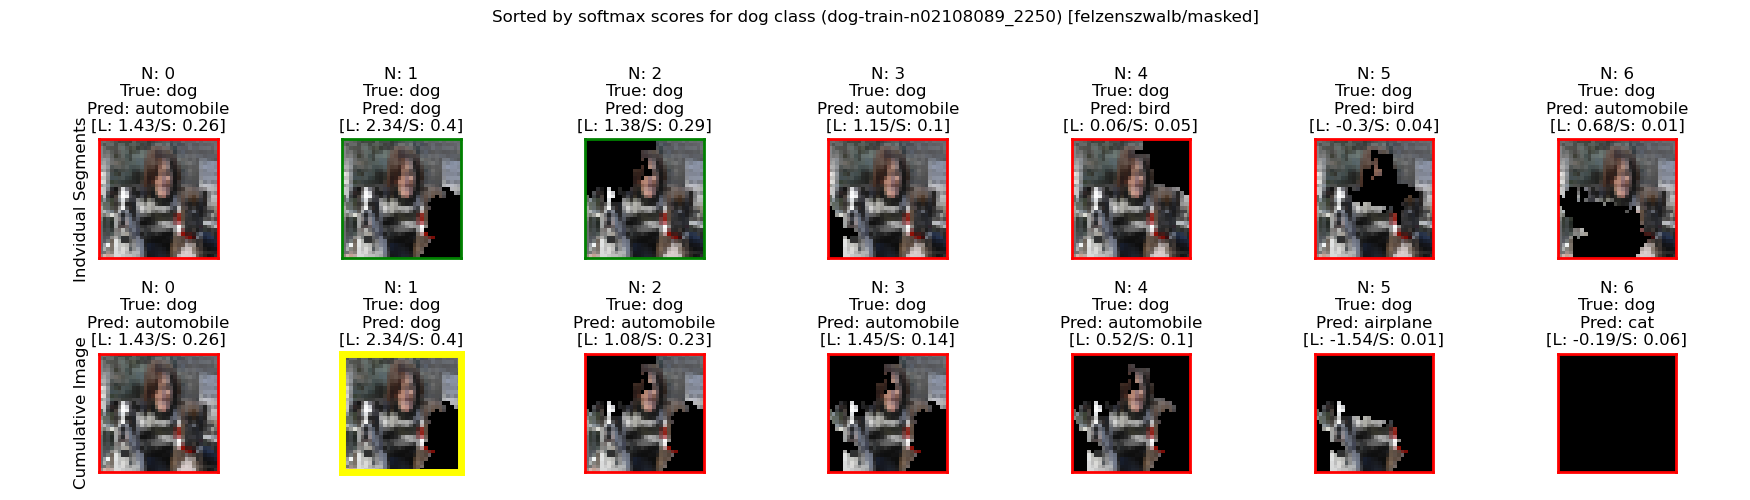 Sorted by softmax scores for dog class (dog-train-n02108089_2250) [felzenszwalb/masked]
Indvidual Segments
N: 0
True: dog
Pred: automobile
[L: 1.43/S: 0.26]
N: 1
True: dog
Pred: dog
[L: 2.34/S: 0.4]
N: 2
True: dog
Pred: dog
[L: 1.38/S: 0.29]
N: 3
True: dog
Pred: automobile
[L: 1.15/S: 0.1]
N: 4
True: dog
Pred: bird
[L: 0.06/S: 0.05]
N: 5
True: dog
Pred: bird
[L: -0.3/S: 0.04]
N: 6
True: dog
Pred: automobile
[L: 0.68/S: 0.01]
Cumulative Image
N: 0
True: dog
Pred: automobile
[L: 1.43/S: 0.26]
N: 1
True: dog
Pred: dog
[L: 2.34/S: 0.4]
N: 2
True: dog
Pred: automobile
[L: 1.08/S: 0.23]
N: 3
True: dog
Pred: automobile
[L: 1.45/S: 0.14]
N: 4
True: dog
Pred: automobile
[L: 0.52/S: 0.1]
N: 5
True: dog
Pred: airplane
[L: -1.54/S: 0.01]
N: 6
True: dog
Pred: cat
[L: -0.19/S: 0.06]